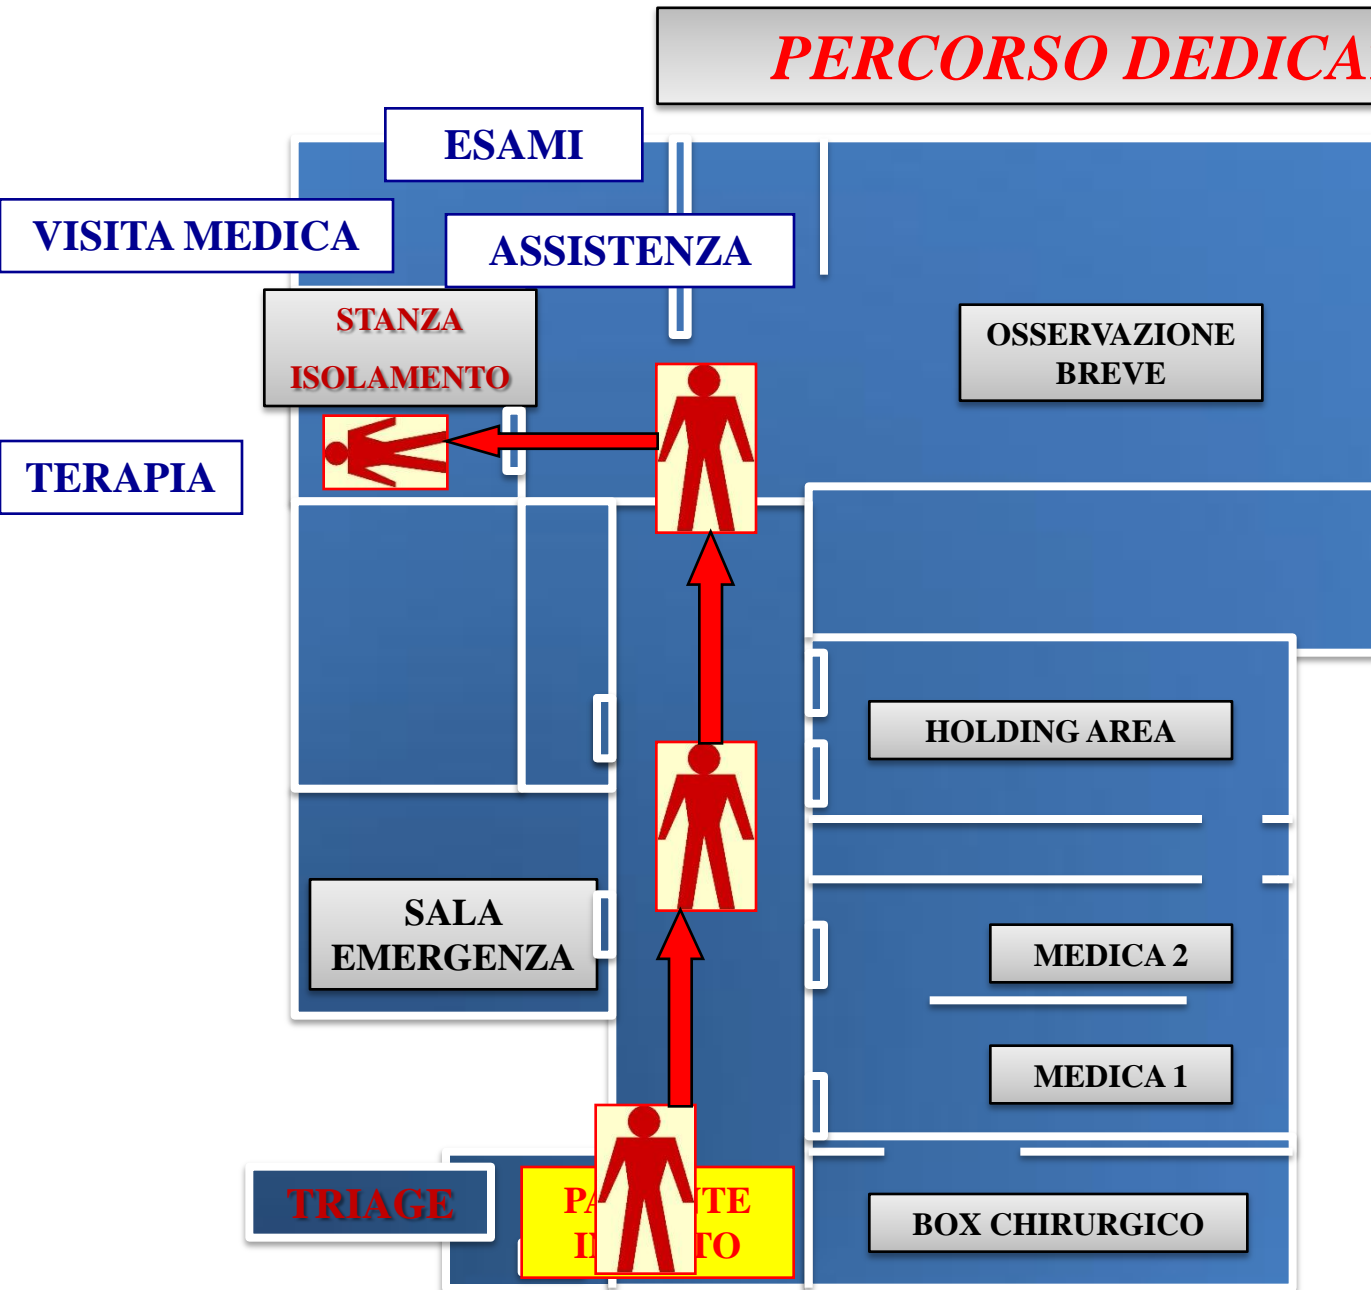 PERCORSO DEDICA
ESAMI
VISITA MEDICA
ASSISTENZA
STANZA
ISOLAMENTO
OSSERVAZIONE
BREVE
TERAPIA
HOLDING AREA
SALA
EMERGENZA
MEDICA 2
MEDICA 1
TRIAGE
BOX CHIRURGICO